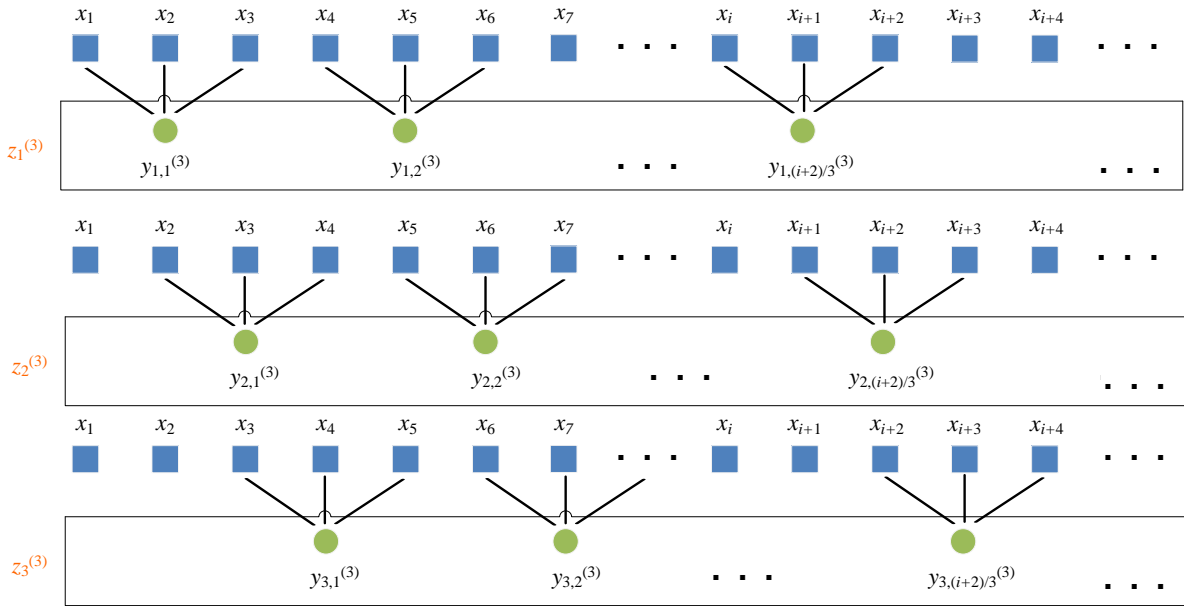 x₁ x₂ x₃ x₄ x₅ x₆ x₇ . . . xᵢ xᵢ₊₁ xᵢ₊₂ xᵢ₊₃ xᵢ₊₄ . . .
z₁⁽³⁾
y₁,₁⁽³⁾ y₁,₂⁽³⁾ . . . y₁,₍ᵢ₊₂₎/₃⁽³⁾ . . .
x₁ x₂ x₃ x₄ x₅ x₆ x₇ . . . xᵢ xᵢ₊₁ xᵢ₊₂ xᵢ₊₃ xᵢ₊₄ . . .
z₂⁽³⁾
y₂,₁⁽³⁾ y₂,₂⁽³⁾ . . . y₂,₍ᵢ₊₂₎/₃⁽³⁾ . . .
x₁ x₂ x₃ x₄ x₅ x₆ x₇ . . . xᵢ xᵢ₊₁ xᵢ₊₂ xᵢ₊₃ xᵢ₊₄ . . .
z₃⁽³⁾
y₃,₁⁽³⁾ y₃,₂⁽³⁾ . . . y₃,₍ᵢ₊₂₎/₃⁽³⁾ . . .